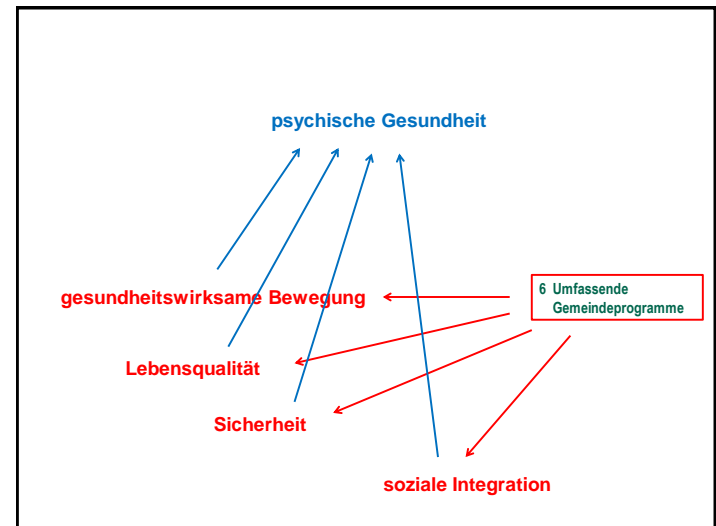 psychische Gesundheit
gesundheitswirksame Bewegung
6 Umfassende
Gemeindeprogramme
Lebensqualität
Sicherheit
soziale Integration